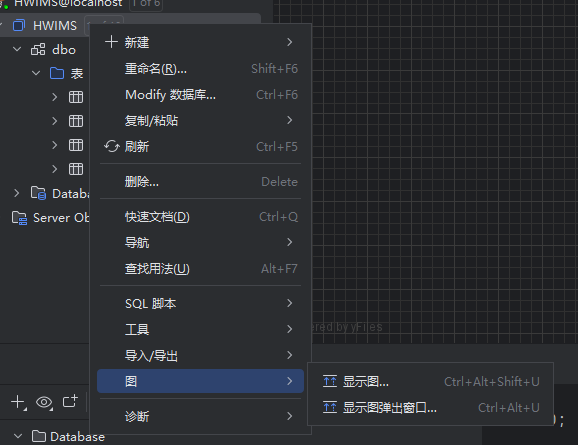 HWIMS@localhost 1 of 6
HWIMS
dbo
表
Databa
Server Ob
新建
重命名(R)... Shift+F6
Modify 数据库... Ctrl+F6
复制/粘贴
刷新 Ctrl+F5
删除... Delete
快速文档(D) Ctrl+Q
导航
查找用法(U) Alt+F7
SQL 脚本
工具
导入/导出
图
诊断
ered by yFiles
显示图... Ctrl+Alt+Shift+U
显示图弹出窗口... Ctrl+Alt+U
);
Database